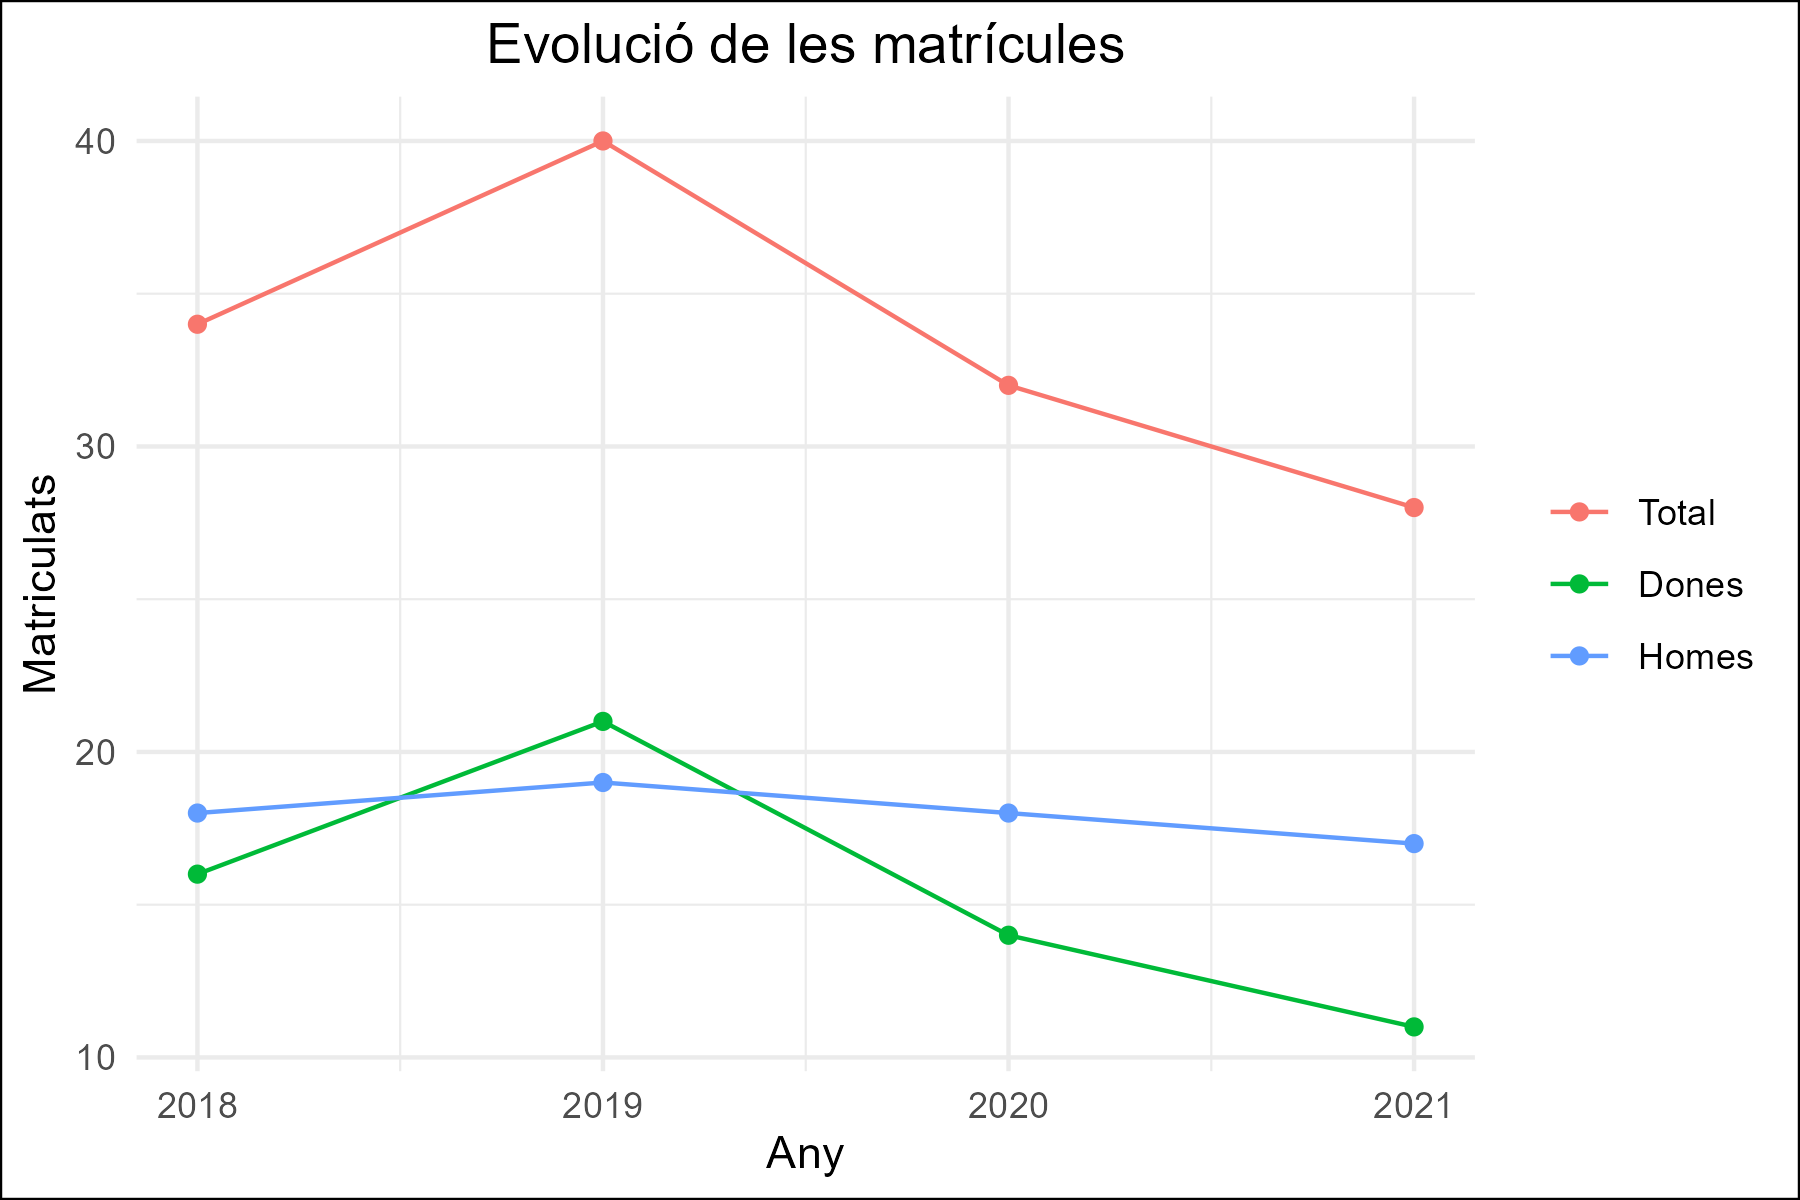 Evolució de les matrícules
Matriculats
40
30
20
10
2018 2019 2020 2021
Any
Total
Dones
Homes